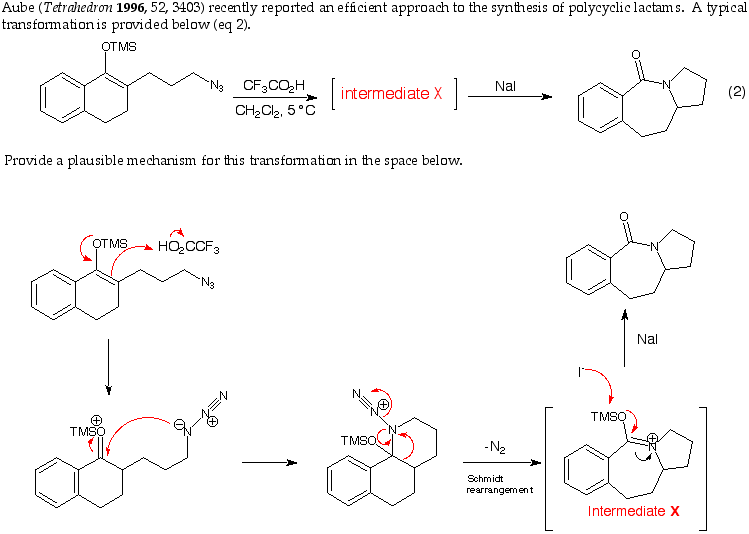 Aube (Tetrahedron 1996, 52, 3403) recently reported an efficient approach to the synthesis of polycyclic lactams. A typical
transformation is provided below (eq 2).
OTMS
N3
CF3CO2H
CH2Cl2, 5 °C
[ intermediate X ]
NaI
O
N
(2)
Provide a plausible mechanism for this transformation in the space below.
OTMS
HO2CCF3
N3
O
N
NaI
I-
N
N
⊕
⊖
N
⊕
TMSO
N
N
⊕
N
TMSO
-N2
Schmidt
rearrangement
TMSO
⊕
N
Intermediate X